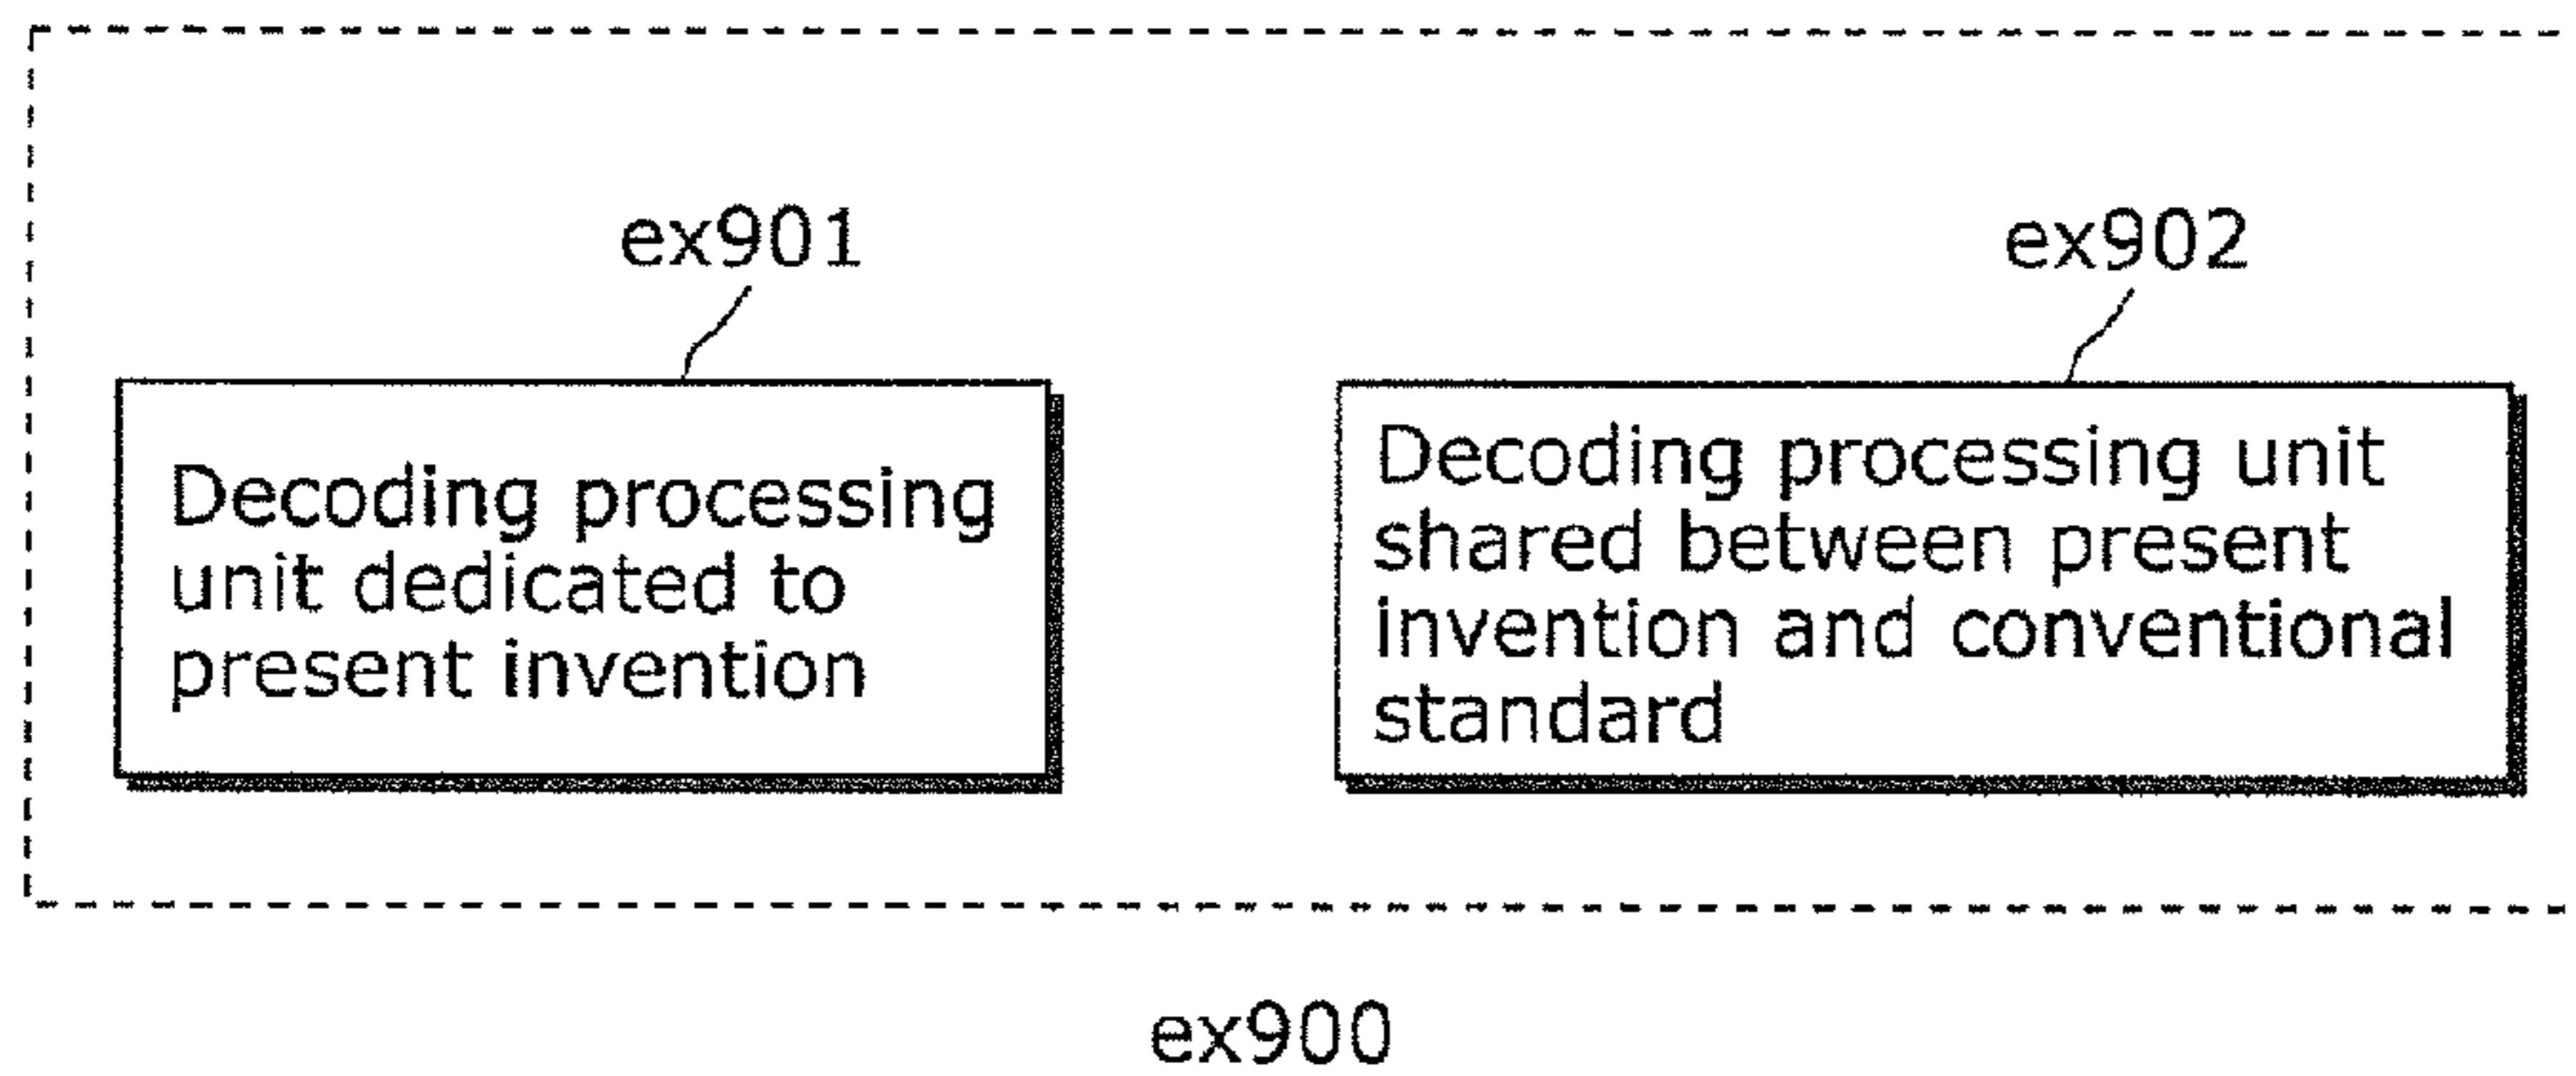 ex901
Decoding processing
unit dedicated to
present invention
ex902
Decoding processing unit
shared between present
invention and conventional
standard
ex900